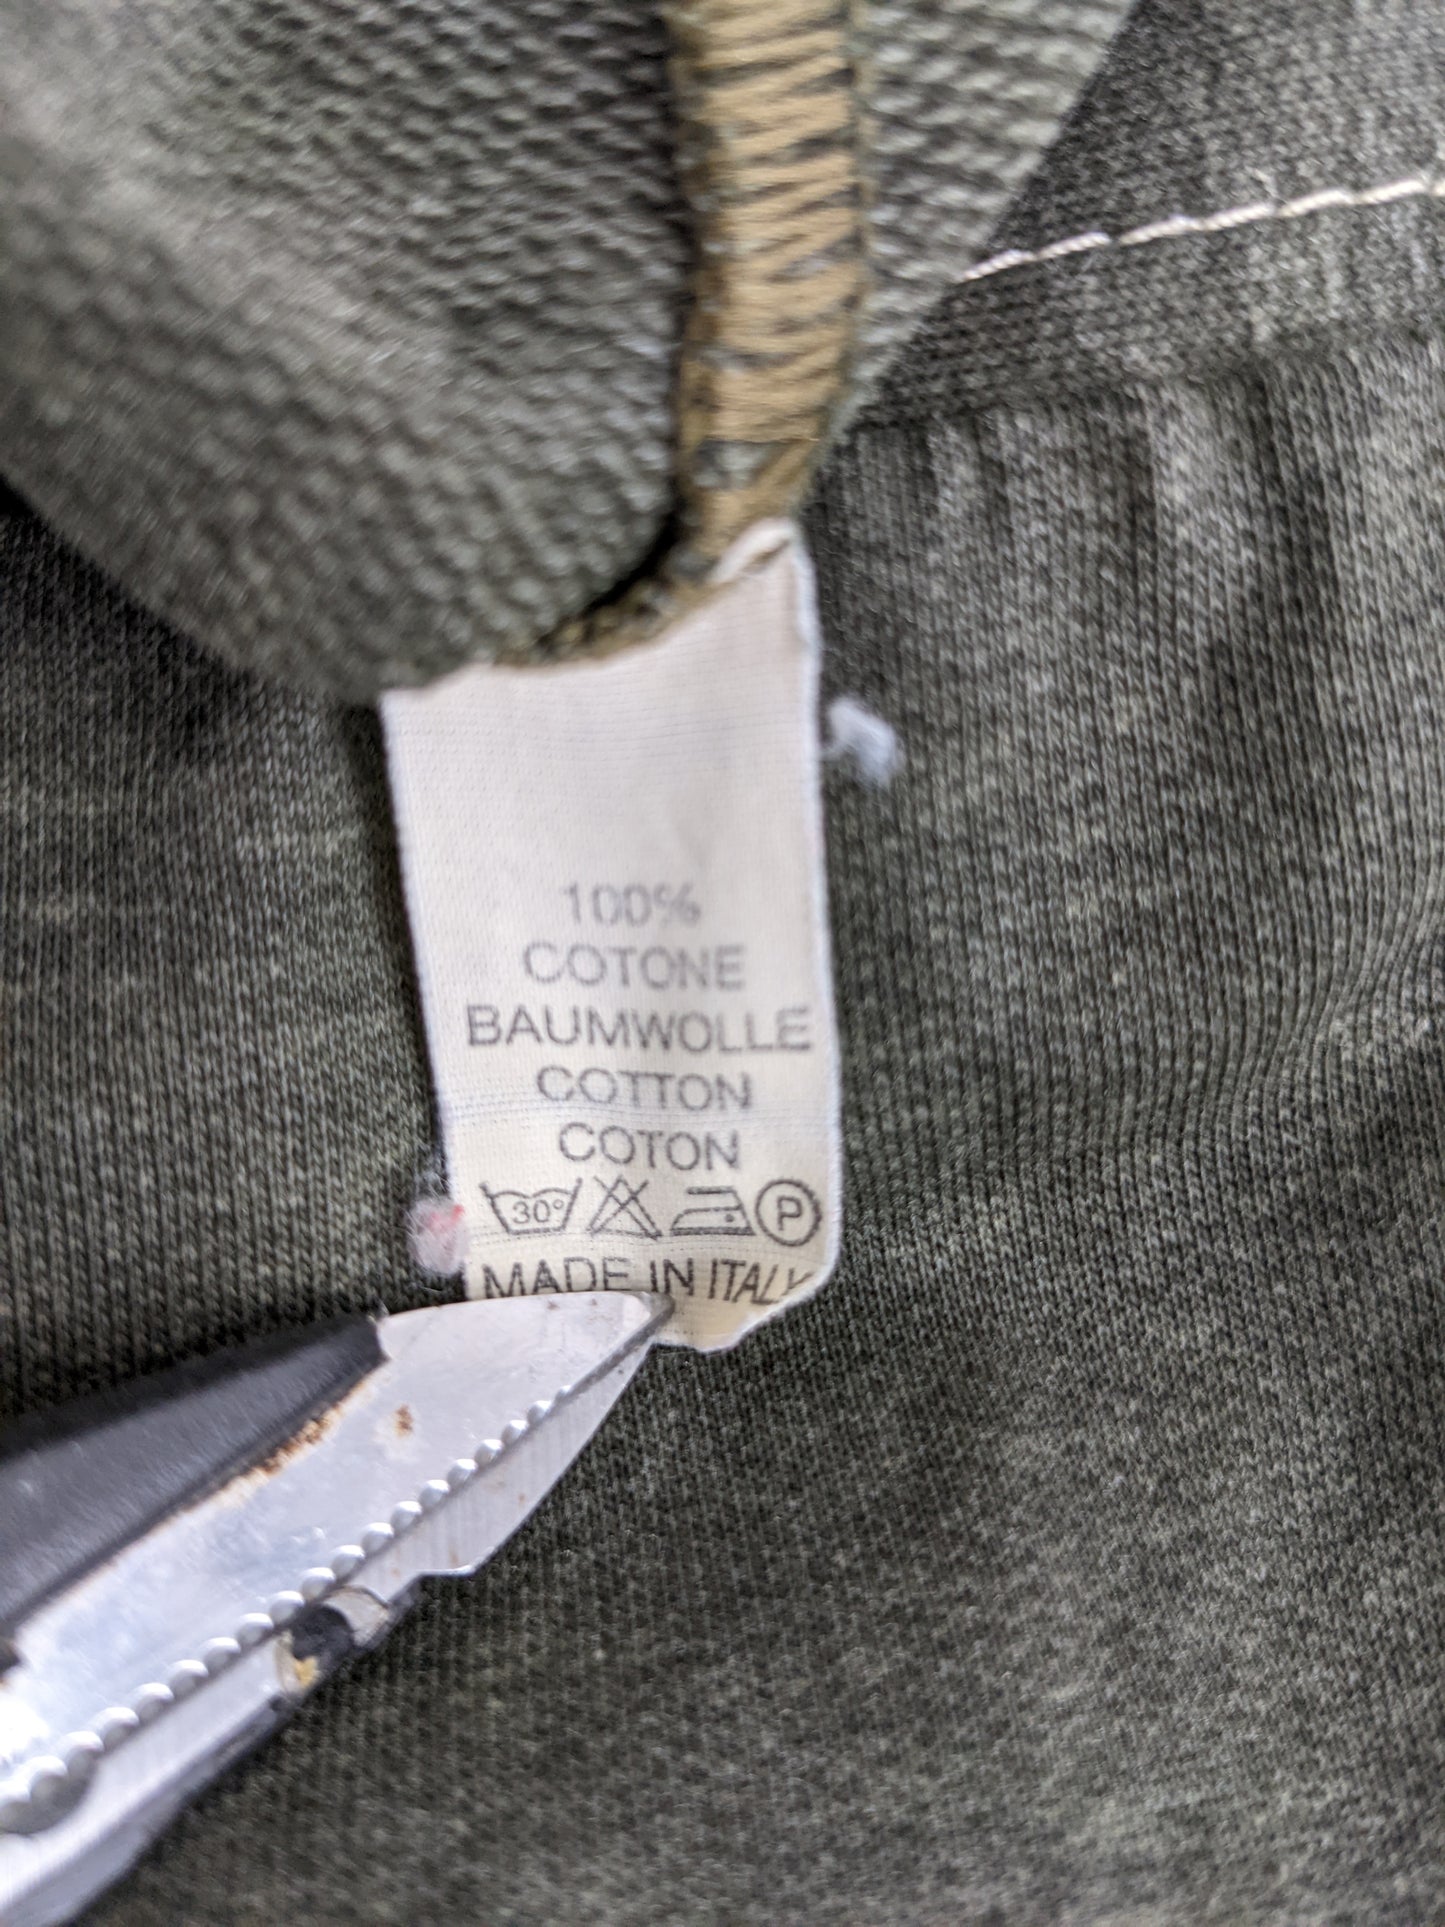 100%
COTONE
BAUMWOLLE
COTTON
COTON
30° P
MADE IN ITALY